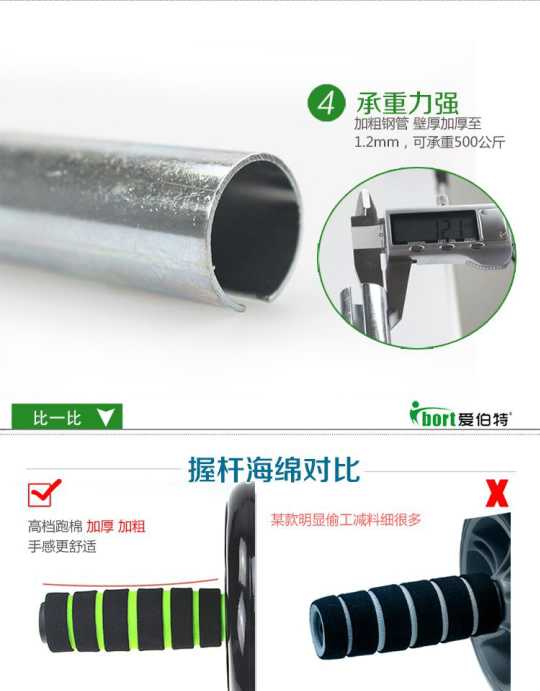 4 承重力强
加粗钢管 壁厚加厚至
1.2mm，可承重500公斤
比一比
bort爱伯特®
握杆海绵对比
高档跑棉 加厚 加粗
手感更舒适
某款明显偷工减料细很多
X